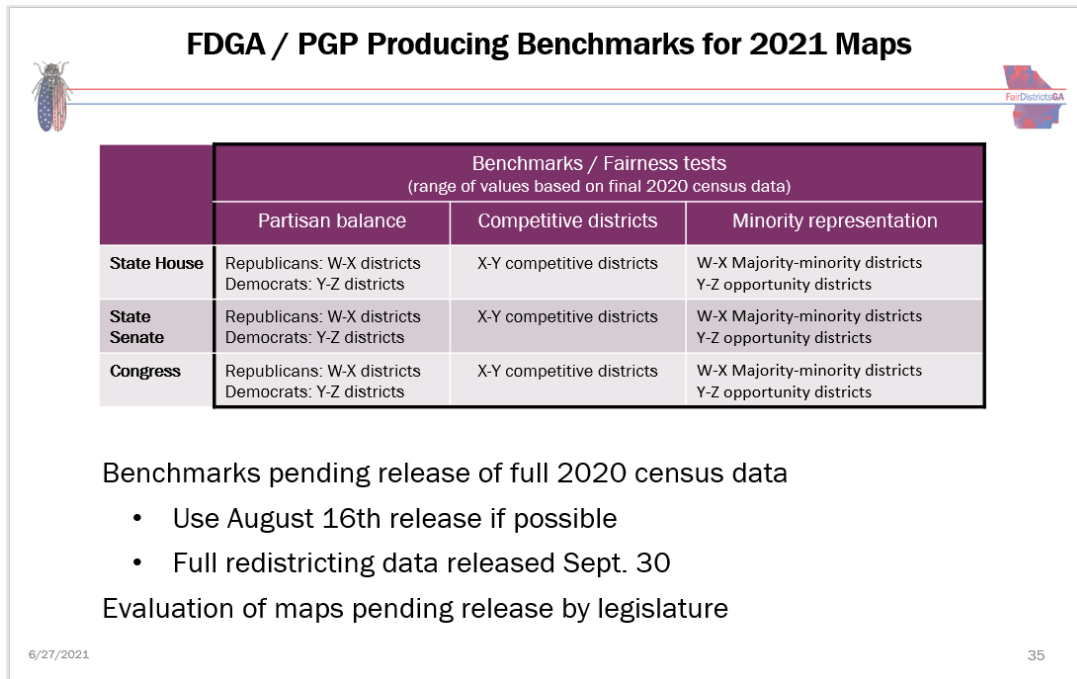 FDGA / PGP Producing Benchmarks for 2021 Maps
FairDistrictsGA
Benchmarks / Fairness tests
(range of values based on final 2020 census data)
Partisan balance Competitive districts Minority representation
State House Republicans: W-X districts X-Y competitive districts W-X Majority-minority districts
Democrats: Y-Z districts Y-Z opportunity districts
State Republicans: W-X districts X-Y competitive districts W-X Majority-minority districts
Senate Democrats: Y-Z districts Y-Z opportunity districts
Congress Republicans: W-X districts X-Y competitive districts W-X Majority-minority districts
Democrats: Y-Z districts Y-Z opportunity districts
Benchmarks pending release of full 2020 census data
• Use August 16th release if possible
• Full redistricting data released Sept. 30
Evaluation of maps pending release by legislature
6/27/2021
35